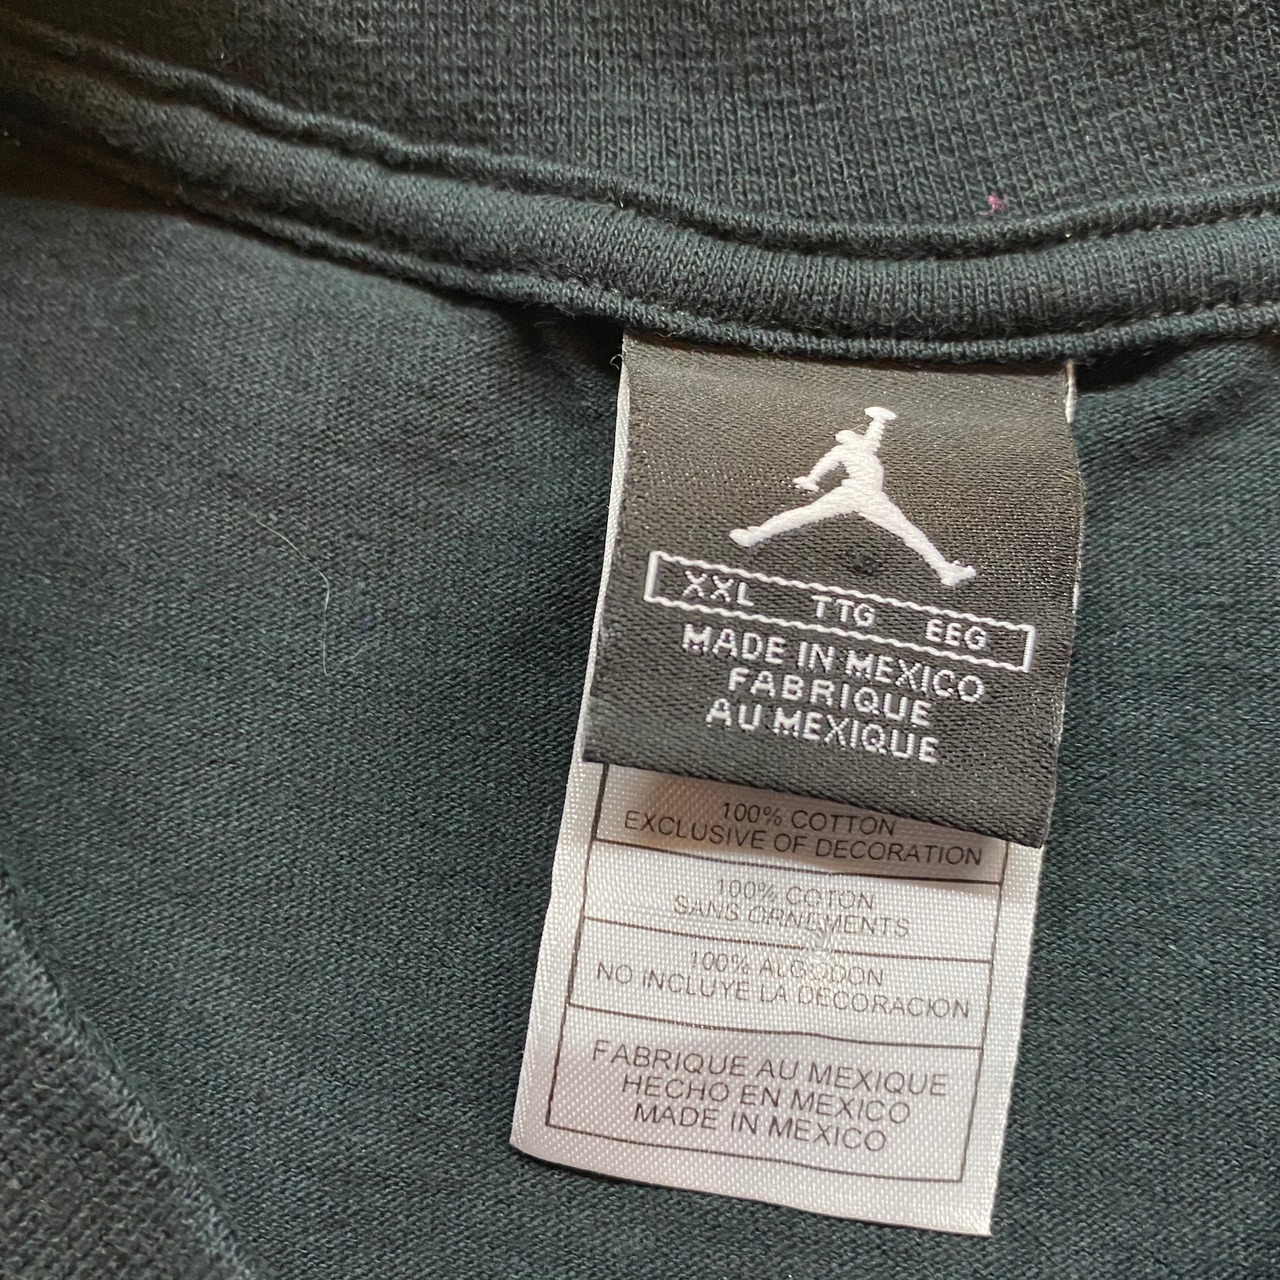 XXL TTG EEG
MADE IN MEXICO
FABRIQUE
AU MEXIQUE
100% COTTON
EXCLUSIVE OF DECORATION
100% COTON
SANS ORNEMENTS
100% ALGODON
NO INCLUYE LA DECORACION
FABRIQUE AU MEXIQUE
HECHO EN MEXICO
MADE IN MEXICO